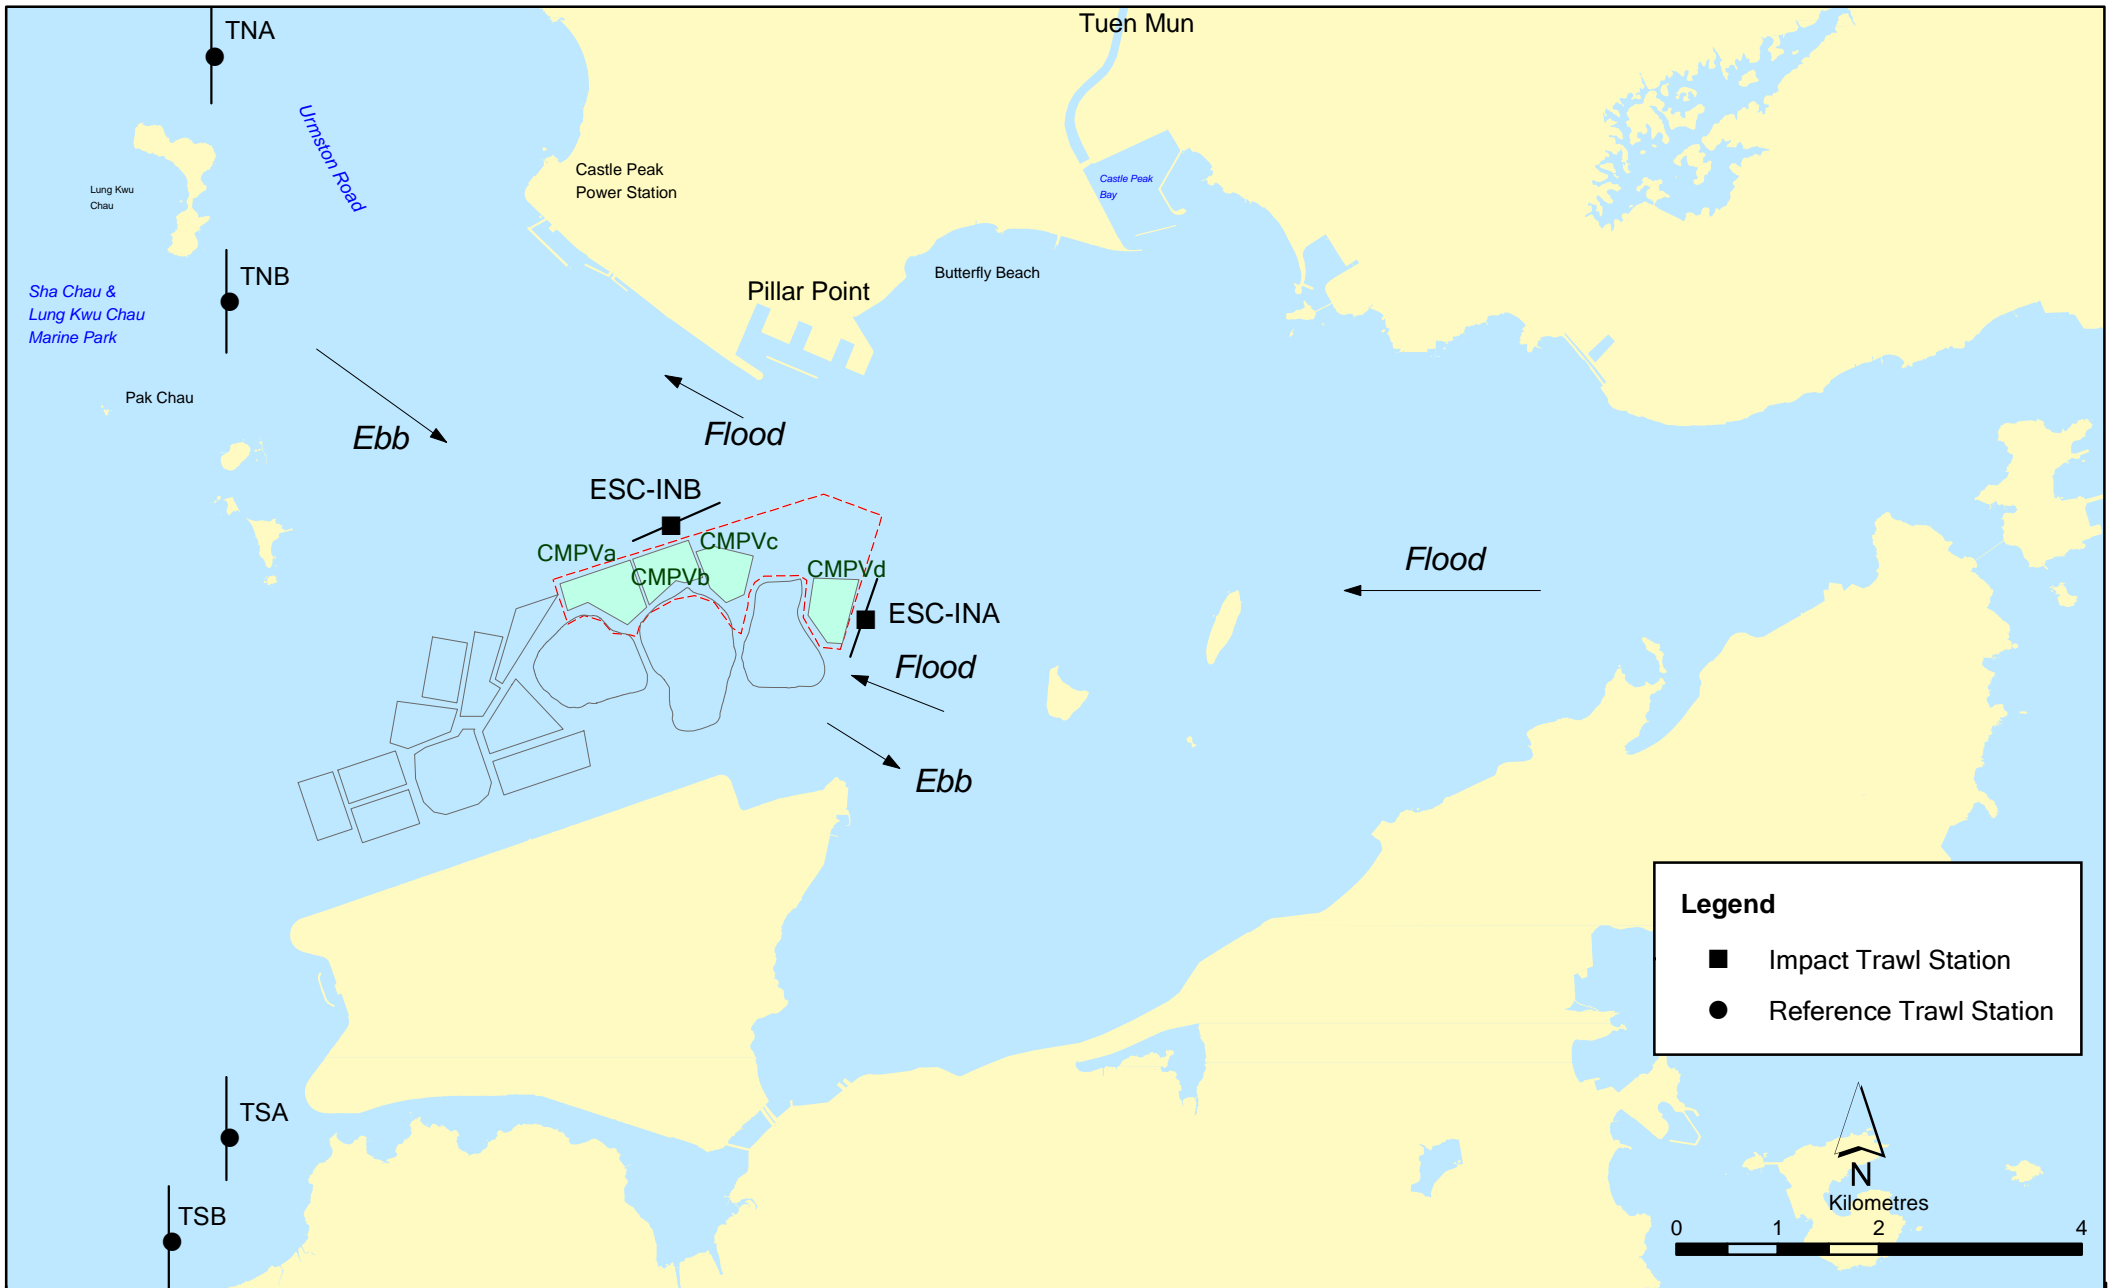 Tuen Mun
TNA
Urmston Road
Castle Peak
Power Station
Castle Peak
Bay
Lung Kwu
Chau
TNB
Butterfly Beach
Sha Chau &
Lung Kwu Chau
Marine Park
Pillar Point
Pak Chau
Ebb
Flood
ESC-INB
CMPVa
CMPVc
CMPVb
CMPVd
Flood
ESC-INA
Flood
Ebb
Legend
Impact Trawl Station
Reference Trawl Station
TSA
TSB
N
Kilometres
0 1 2 4